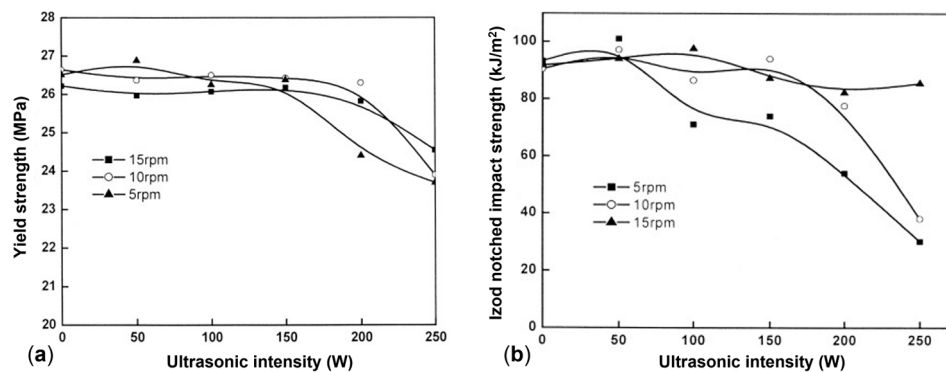 28
27
26
25
24
23
22
21
20
0 50 100 150 200 250
Yield strength (MPa)
15rpm
10rpm
5rpm
(a) Ultrasonic intensity (W)
100
80
60
40
20
0
0 50 100 150 200 250
Izod notched impact strength (kJ/m²)
5rpm
10rpm
15rpm
(b) Ultrasonic intensity (W)